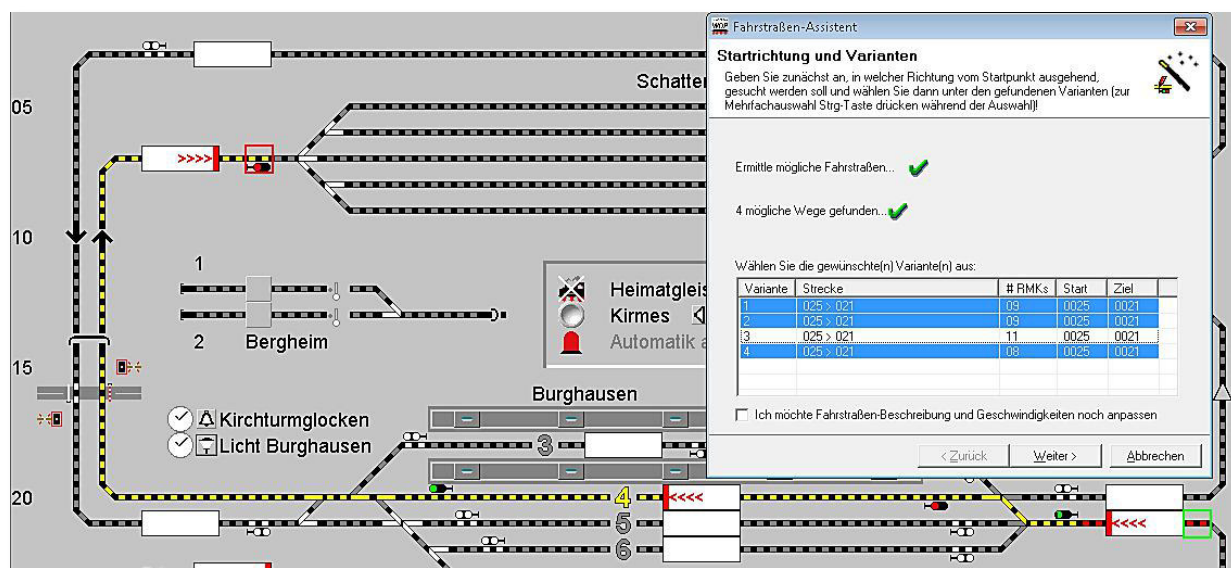 WDP Fahrstraßen-Assistent
Startrichtung und Varianten
Geben Sie zunächst an, in welcher Richtung vom Startpunkt ausgehend,
gesucht werden soll und wählen Sie dann unter den gefundenen Varianten (zur
Mehrfachauswahl Strg-Taste drücken während der Auswahl)!
Ermittle mögliche Fahrstraßen...
4 mögliche Wege gefunden...
Wählen Sie die gewünschte(n) Variante(n) aus:
Variante Strecke # RMKs Start Ziel
1 025 > 021 09 0025 0021
2 025 > 021 09 0025 0021
3 025 > 021 11 0025 0021
4 025 > 021 08 0025 0021
Ich möchte Fahrstraßen-Beschreibung und Geschwindigkeiten noch anpassen
< Zurück Weiter > Abbrechen
Schatte
05
>>>>
10
1
Heimatgleis
Kirmes
2 Bergheim
Automatik a
15
Burghausen
Kirchturmglocken
Licht Burghausen
3
20
4 <<<<
5 <<<<
6